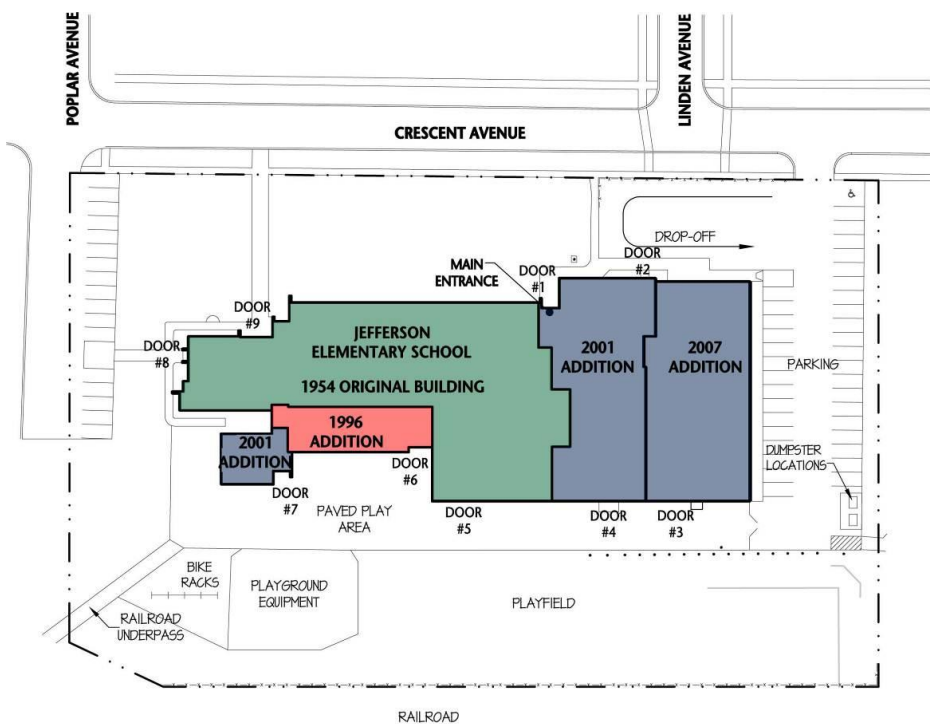 POPLAR AVENUE
LINDEN AVENUE
CRESCENT AVENUE
DROP-OFF
MAIN
ENTRANCE
DOOR
#1
DOOR
#2
DOOR
#9
DOOR
#8
JEFFERSON
ELEMENTARY SCHOOL
1954 ORIGINAL BUILDING
2001
ADDITION
2007
ADDITION
PARKING
1996
ADDITION
2001
ADDITION
DUMPSTER
LOCATIONS
DOOR
#6
DOOR
#7
PAVED PLAY
AREA
DOOR
#5
DOOR
#4
DOOR
#3
BIKE
RACKS
PLAYGROUND
EQUIPMENT
PLAYFIELD
RAILROAD
UNDERPASS
RAILROAD